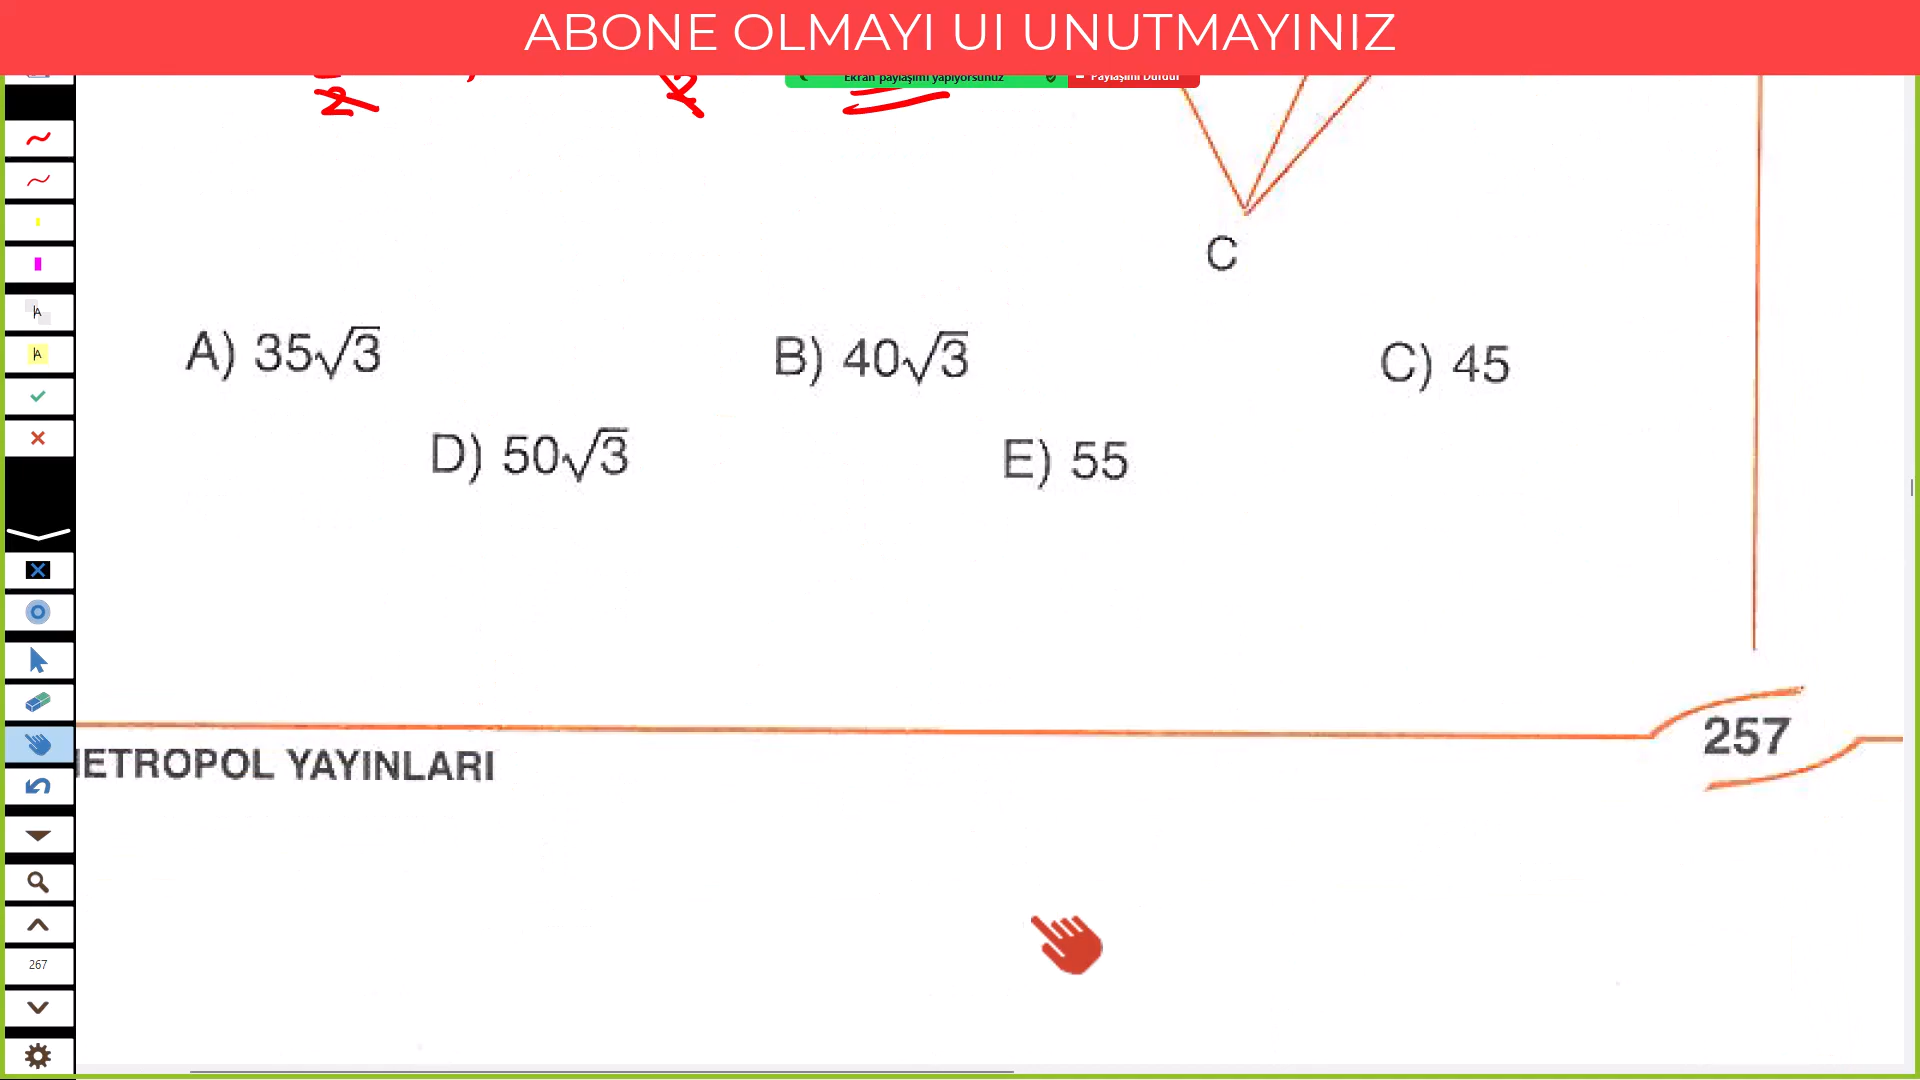 ABONE OLMAYI UI UNUTMAYINIZ
Ekran paylaşımı yapıyorsunuz
Paylaşımı Durdur
C
A) 35√3
B) 40√3
C) 45
D) 50√3
E) 55
257
ETROPOL YAYINLARI
267